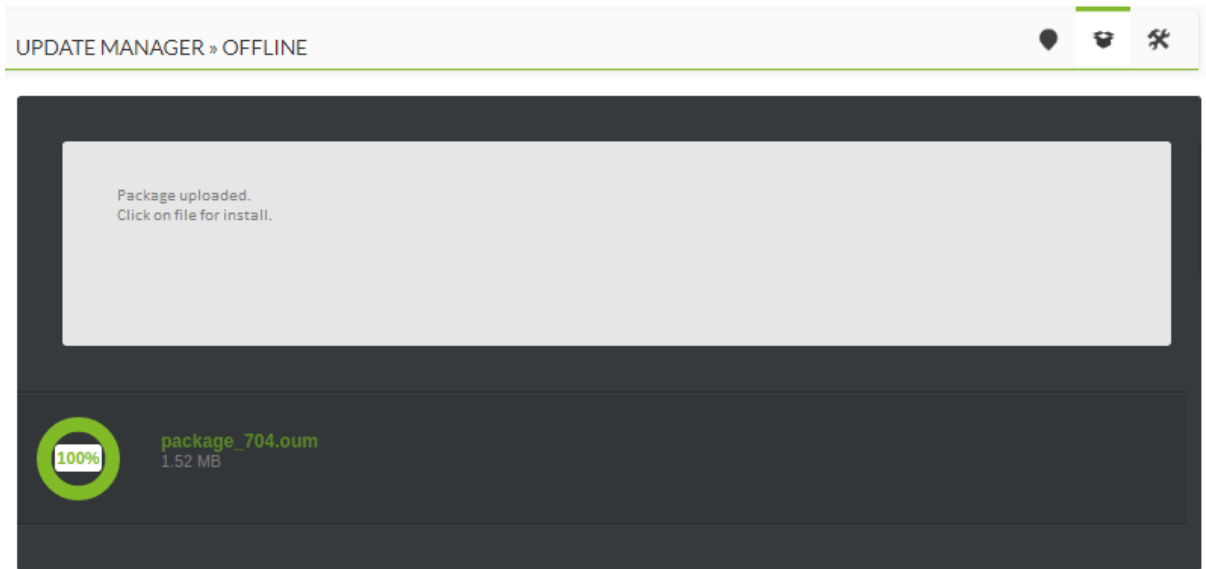 UPDATE MANAGER » OFFLINE
Package uploaded.
Click on file for install.
100%
package_704.oum
1.52 MB